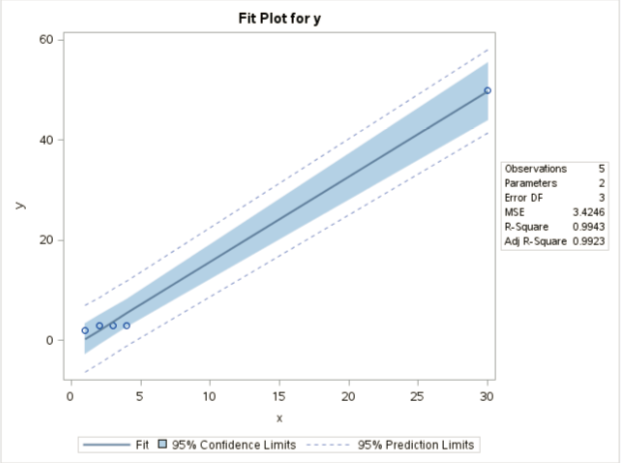 Fit Plot for y
60
40
20
0
y
0 5 10 15 20 25 30
x
Observations 5
Parameters 2
Error DF 3
MSE 3.4246
R-Square 0.9943
Adj R-Square 0.9923
Fit 95% Confidence Limits 95% Prediction Limits